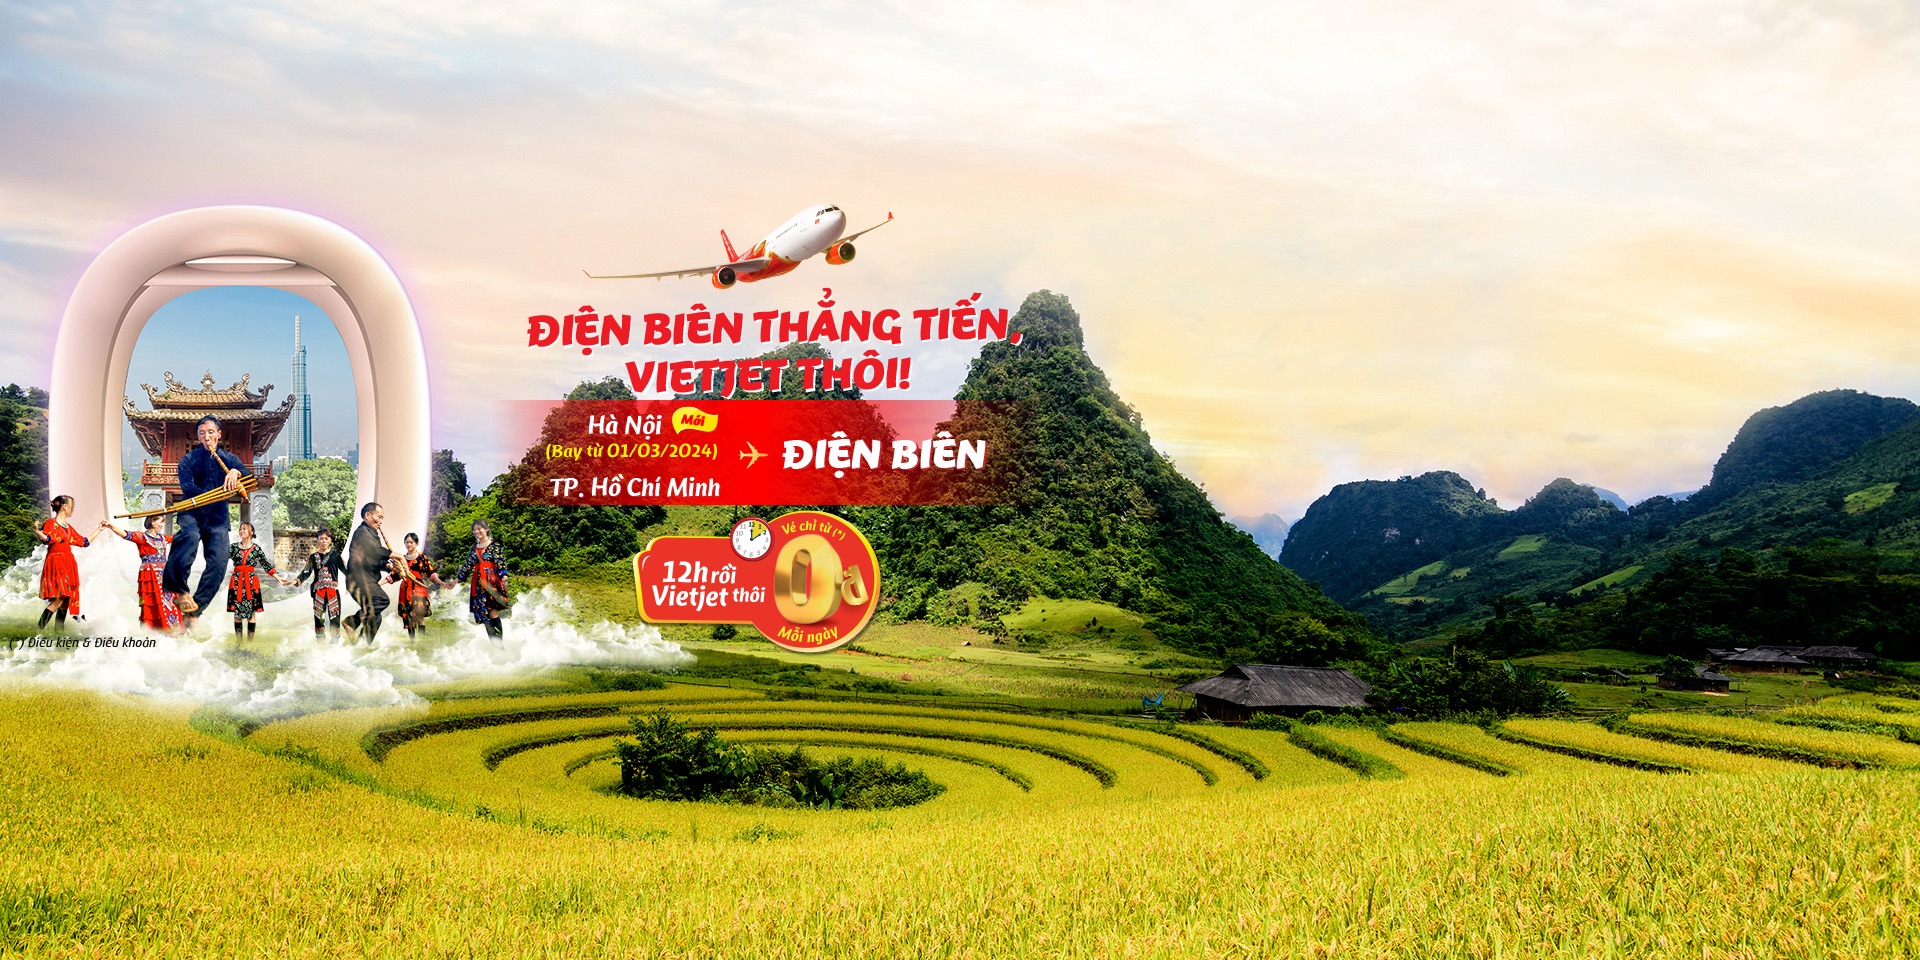 ĐIỆN BIÊN THẲNG TIẾN,
VIETJET THÔI!
Hà Nội Mới
(Bay từ 01/03/2024)
TP. Hồ Chí Minh
ĐIỆN BIÊN
12h rồi
Vietjet thôi
Vé chỉ từ (*)
0đ
Mỗi ngày
(*) Điều kiện & Điều khoản